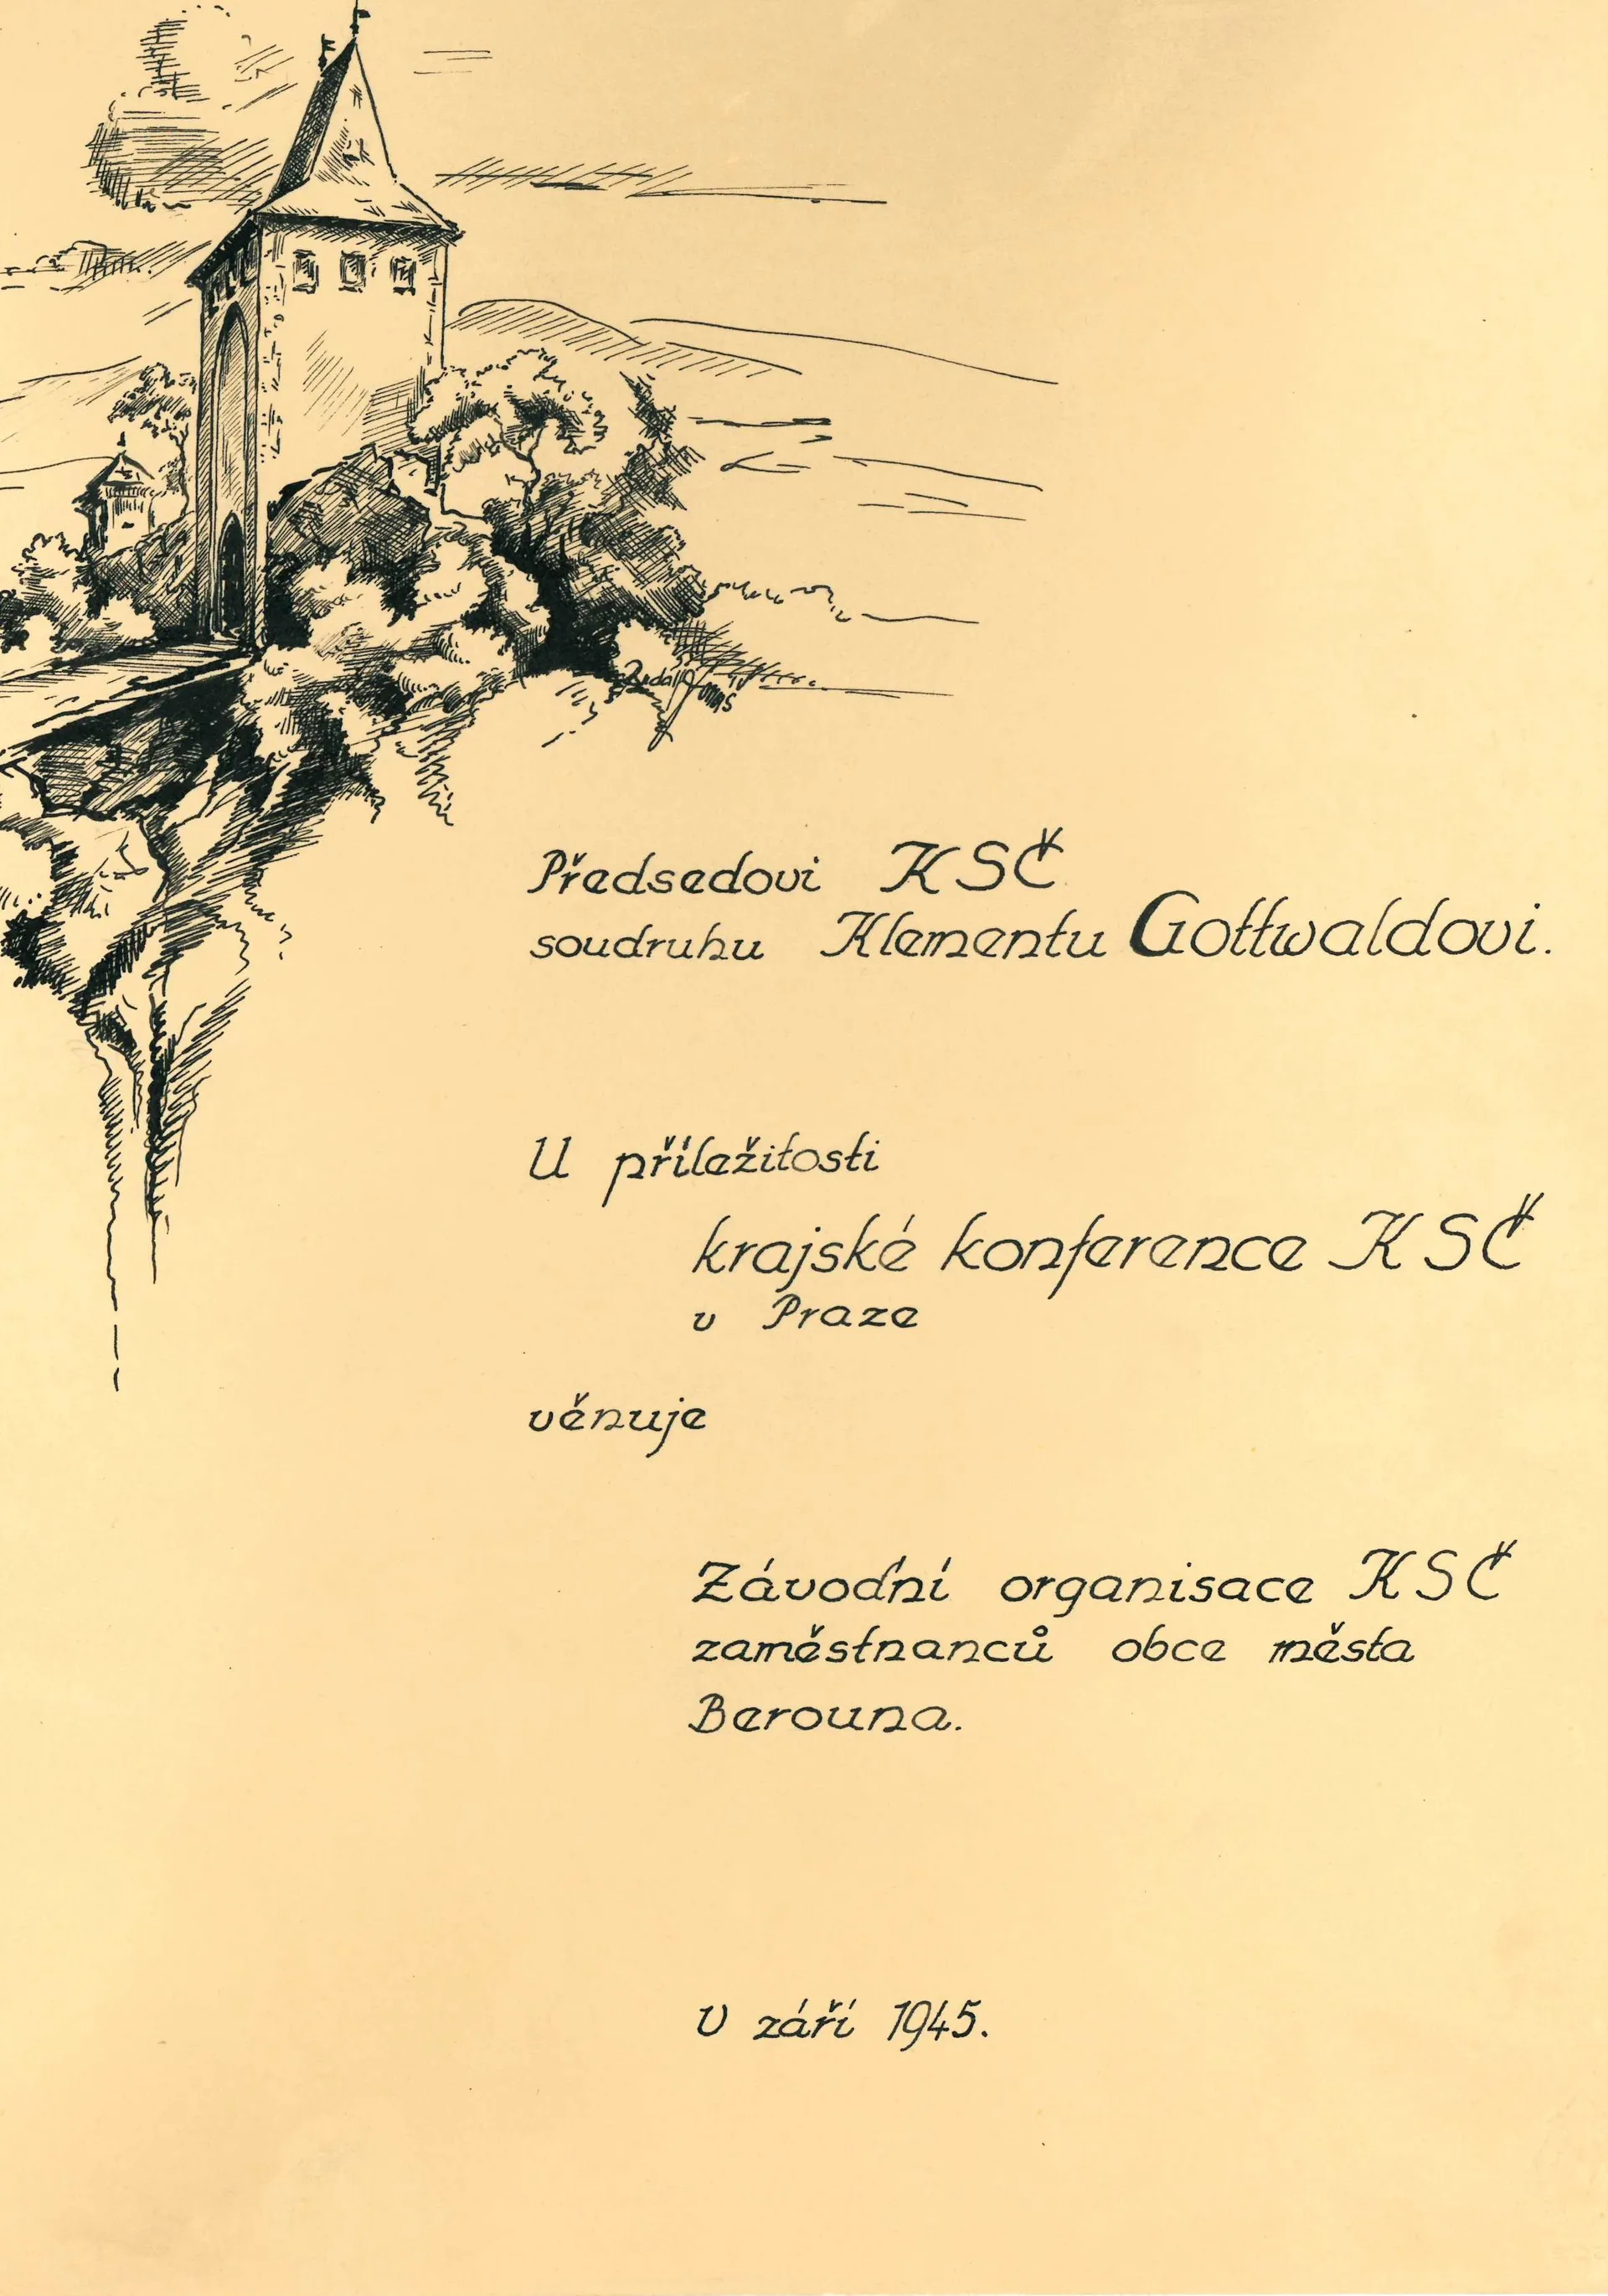 Předsedovi KSČ
soudruhu Klementu Gottwaldovi.
U příležitosti
krajské konference KSČ
v Praze
věnuje
Závodní organisace KSČ
zaměstnanců obce města
Berouna.
V září 1945.